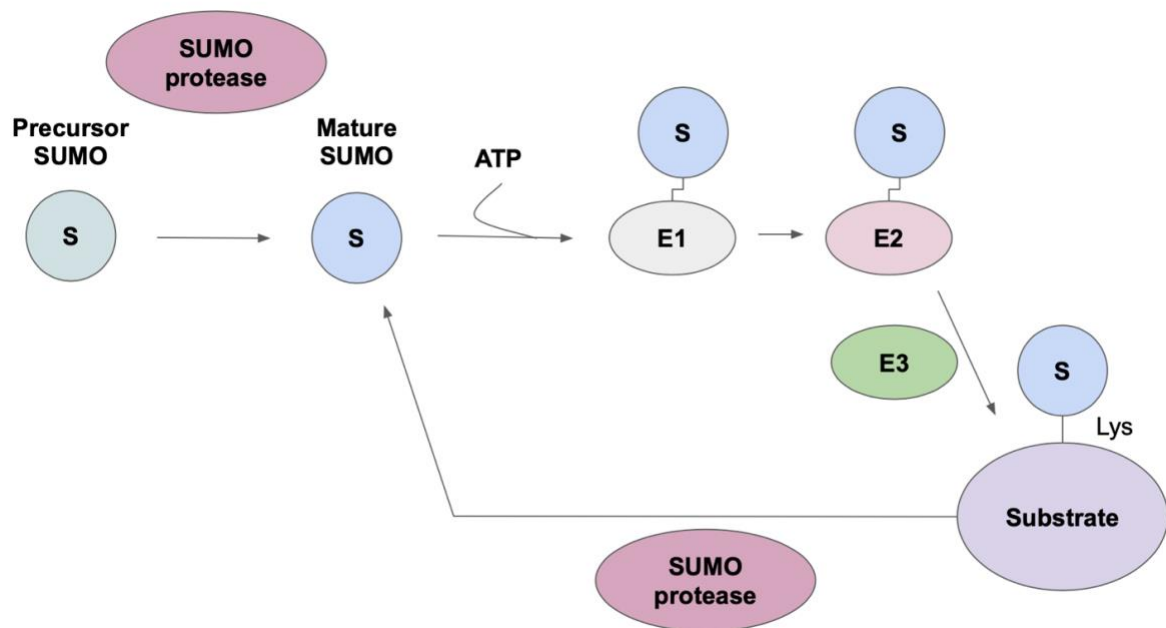 SUMO
protease
Precursor
SUMO
Mature
SUMO
ATP
S
S
S
S
E1
E2
E3
S
Lys
Substrate
SUMO
protease